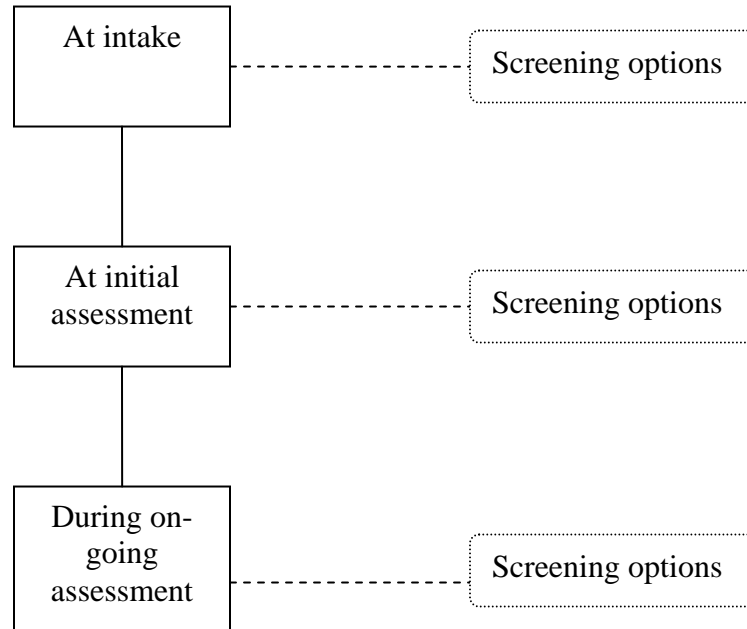 At intake
Screening options
At initial
assessment
Screening options
During on-
going
assessment
Screening options